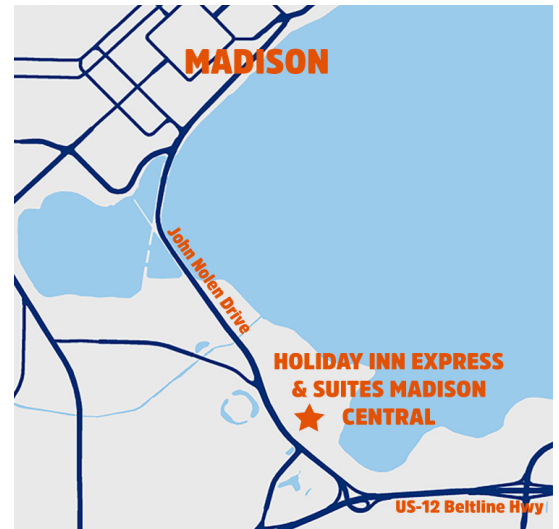 MADISON
John Nolen Drive
HOLIDAY INN EXPRESS
& SUITES MADISON
CENTRAL
US-12 Beltline Hwy